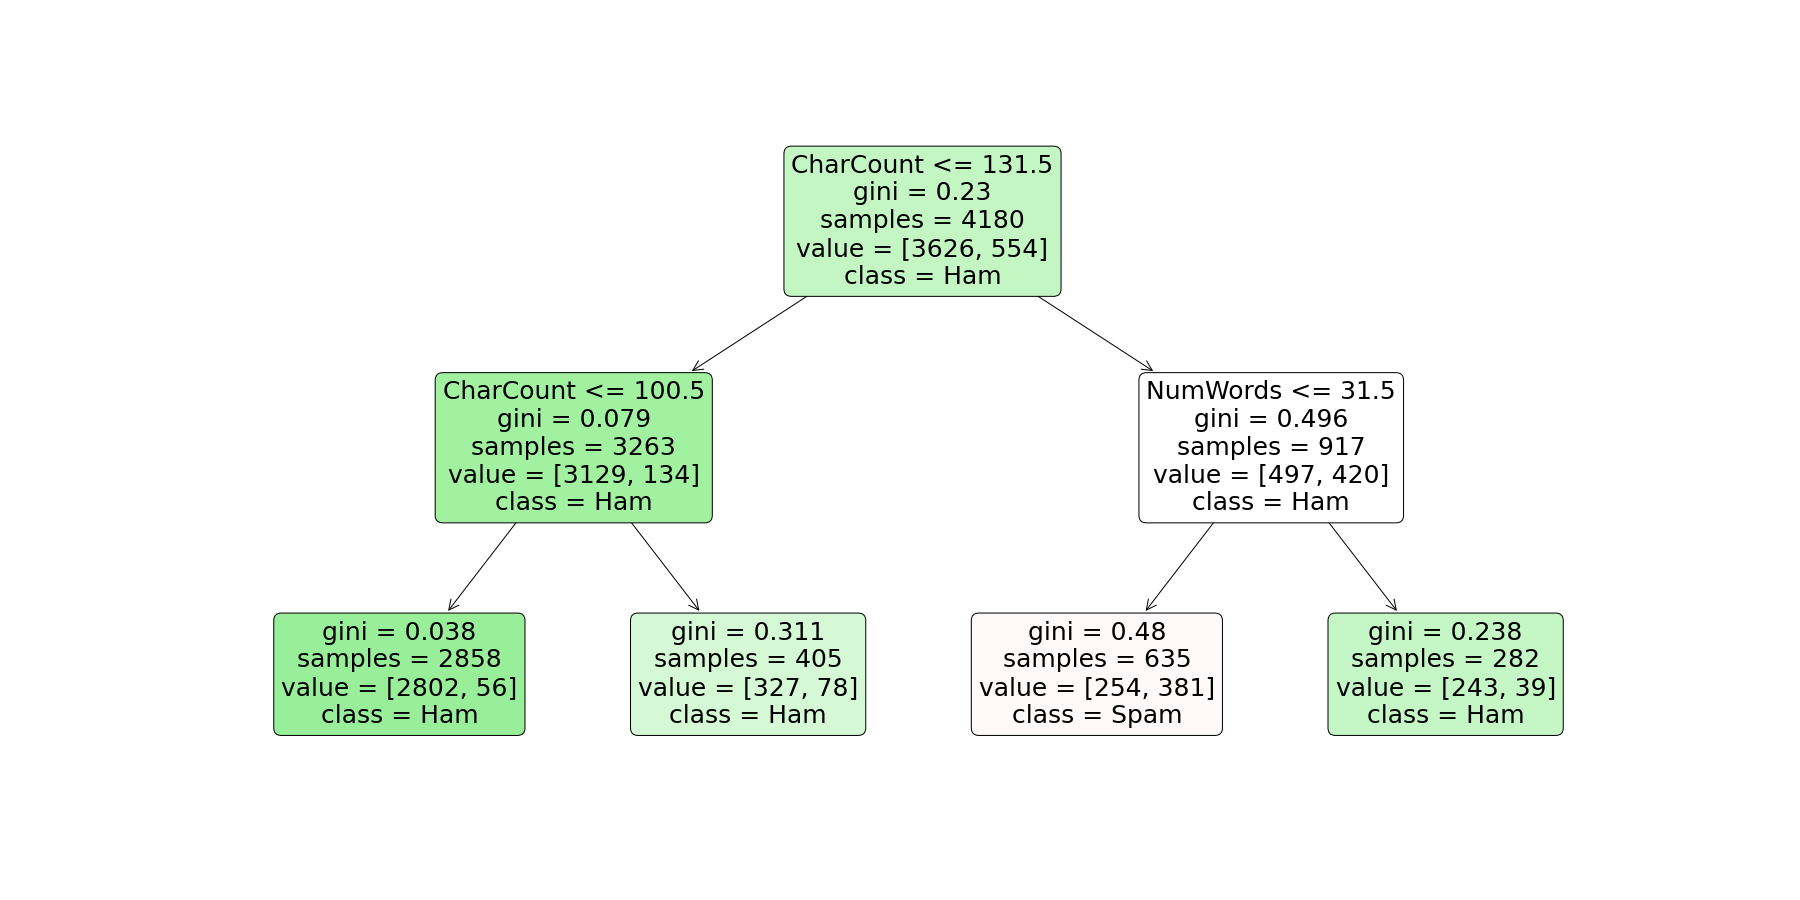 CharCount <= 131.5
gini = 0.23
samples = 4180
value = [3626, 554]
class = Ham
CharCount <= 100.5
gini = 0.079
samples = 3263
value = [3129, 134]
class = Ham
NumWords <= 31.5
gini = 0.496
samples = 917
value = [497, 420]
class = Ham
gini = 0.038
samples = 2858
value = [2802, 56]
class = Ham
gini = 0.311
samples = 405
value = [327, 78]
class = Ham
gini = 0.48
samples = 635
value = [254, 381]
class = Spam
gini = 0.238
samples = 282
value = [243, 39]
class = Ham